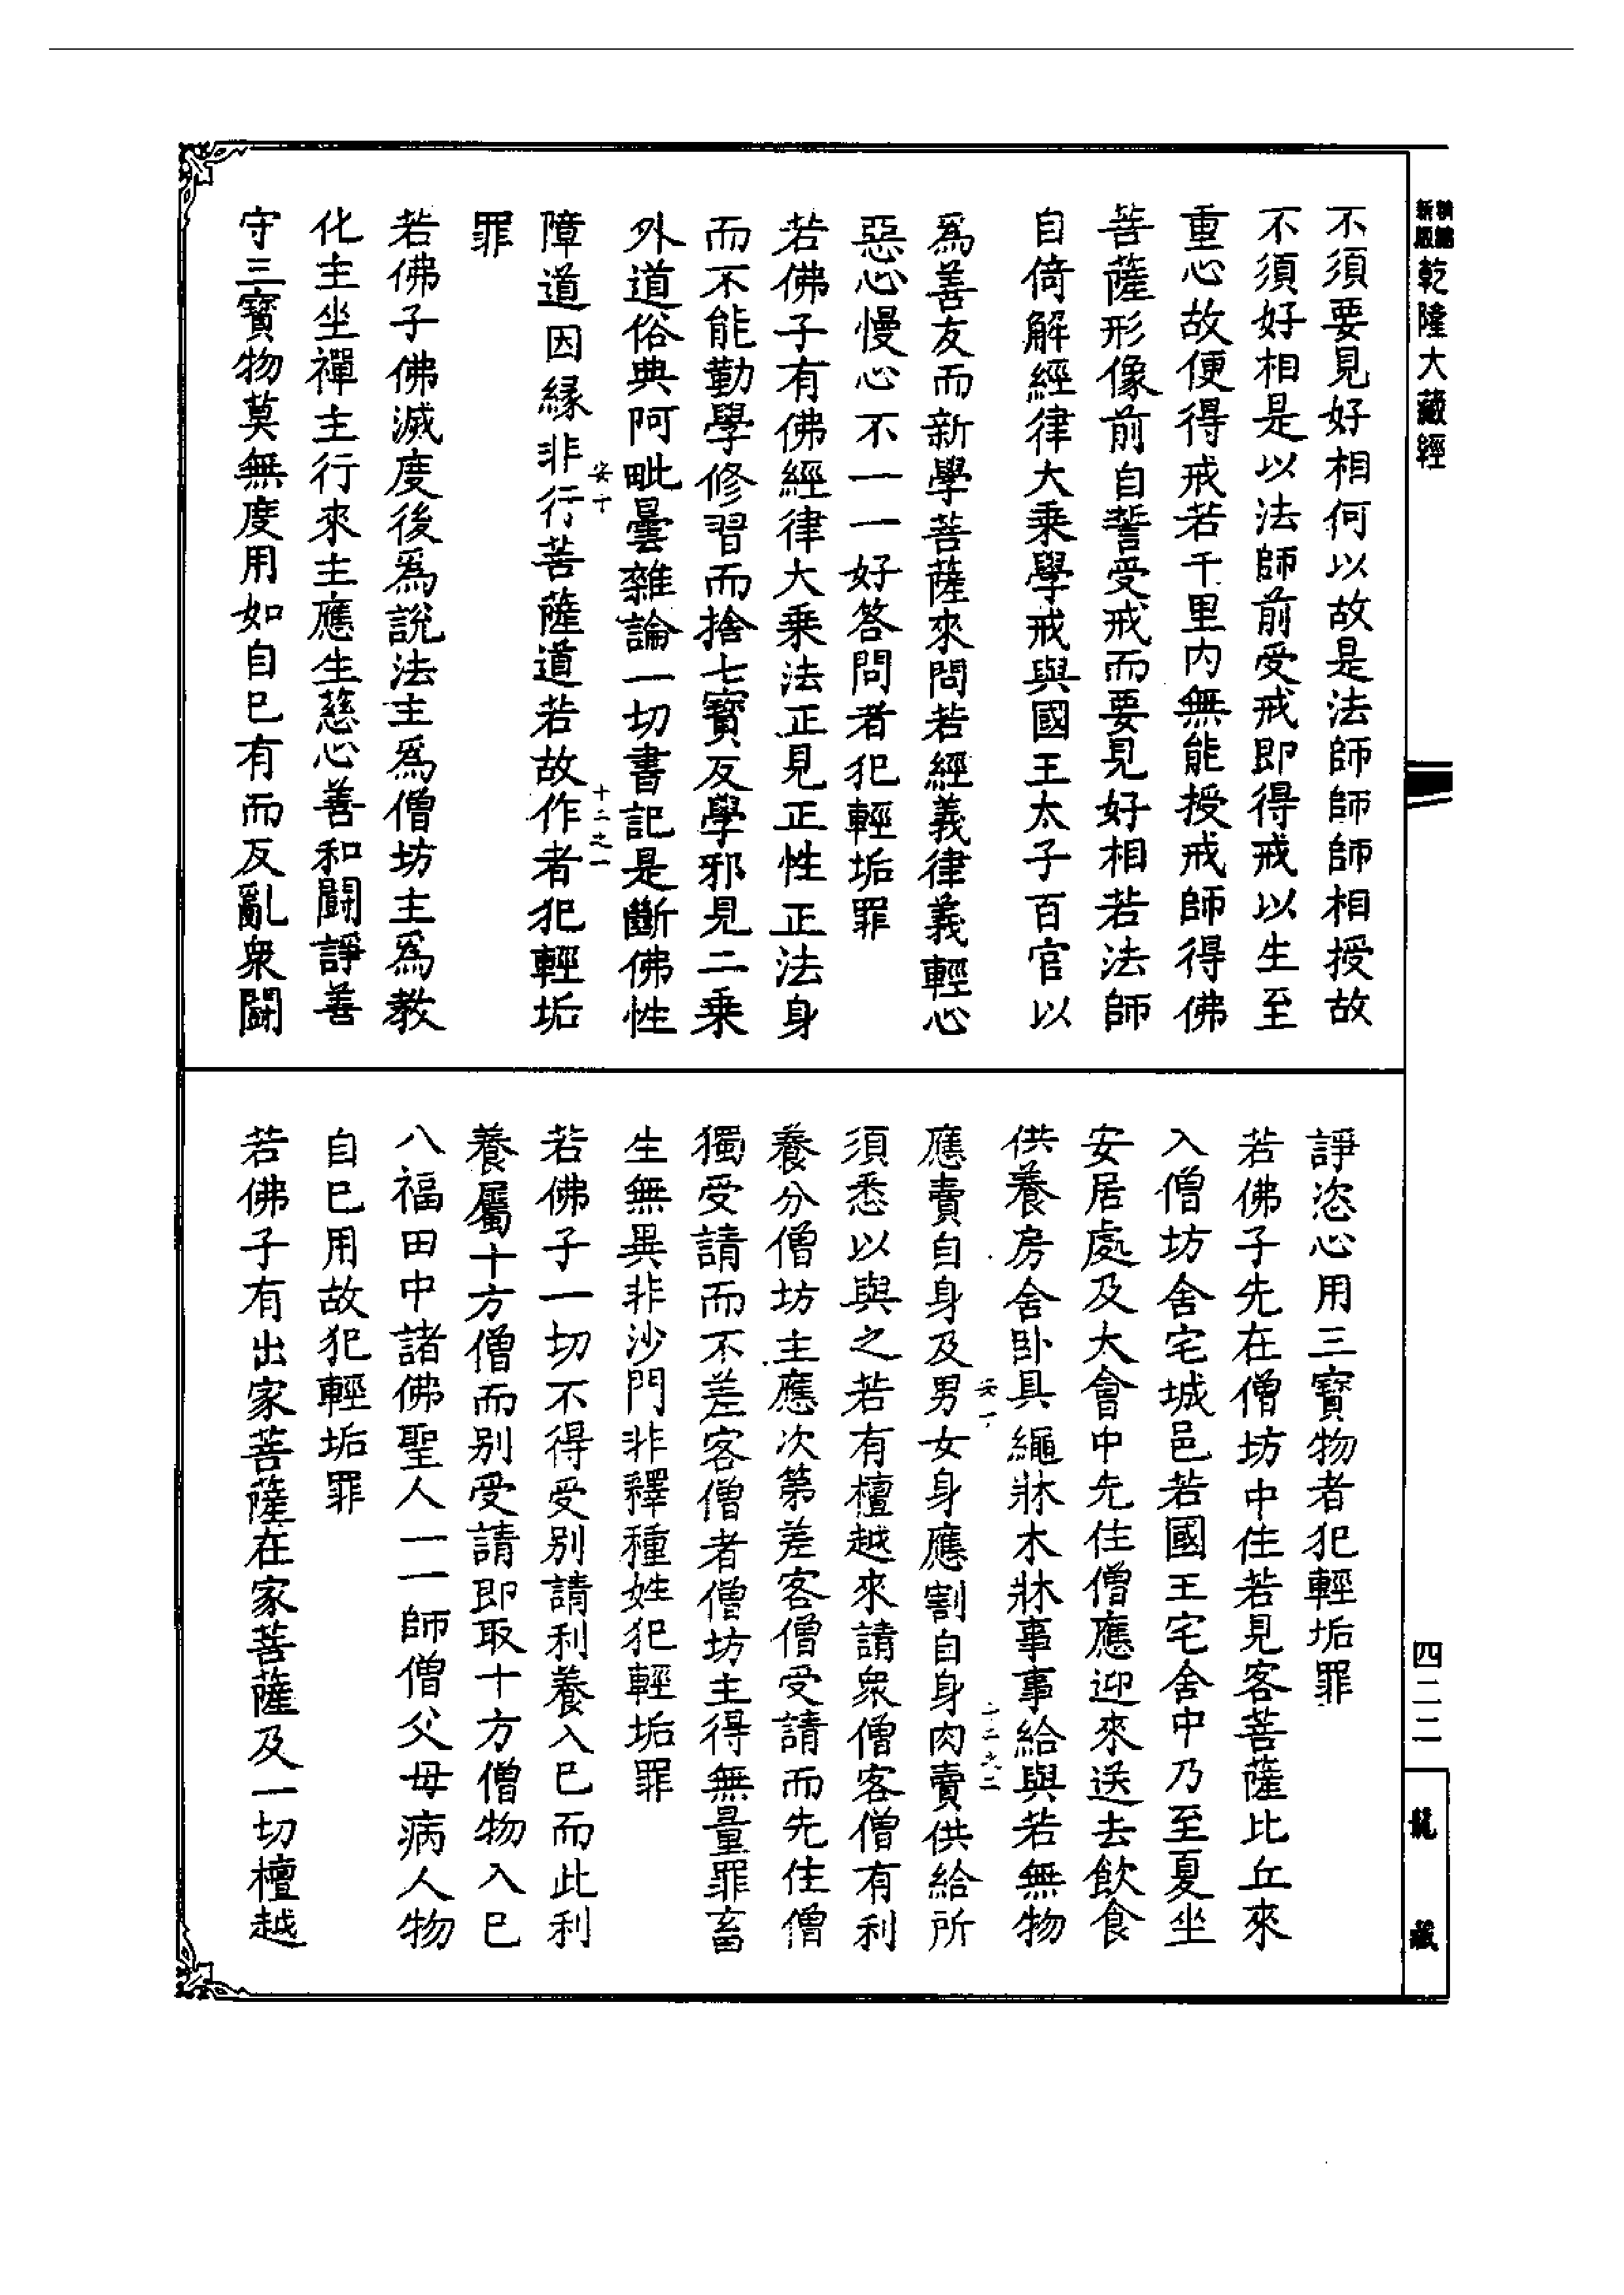 新編
新版
乾隆大藏經
不須要見好相何以故是法師師師相授故
不須好相是以法師前受戒即得戒以生至
重心故便得戒若千里內無能授戒師得佛
菩薩形像前自誓受戒而要見好相若法師
自倚解經律大乘學戒與國王太子百官以
為善友而新學菩薩來問若經義律義輕心
惡心慢心不一一好答問者犯輕垢罪
若佛子有佛經律大乘法正見正性正法身
而不能勤學修習而捨七寶反學邪見二乘
外道俗典阿毗曇雜論一切書記是斷佛性
安丁
十二之一
障道因緣非行菩薩道若故作者犯輕垢
罪
若佛子佛滅度後為說法主為僧坊主為教
化主坐禪主行來主應生慈心善和鬪諍善
守三寶物莫無度用如自己有而反亂衆鬪
諍恣心用三寶物者犯輕垢罪
若佛子先在僧坊中住若見客菩薩比丘來
入僧坊舍宅城邑若國王宅舍中乃至夏坐
安居處及大會中先住僧應迎來送去飲食
供養房舍臥具繩牀木牀事事給與若無物
安丁
十二之二
應賣自身及男女身應割自身肉賣供給所
須悉以與之若有檀越來請衆僧客僧有利
養分僧坊主應次第差客僧受請而先住僧
獨受請而不差客僧者僧坊主得無量罪畜
生無異非沙門非釋種姓犯輕垢罪
若佛子一切不得受別請利養入己而此利
養屬十方僧而別受請即取十方僧物入己
八福田中諸佛聖人一一師僧父母病人物
自己用故犯輕垢罪
若佛子有出家菩薩在家菩薩及一切檀越
四二二
龍藏